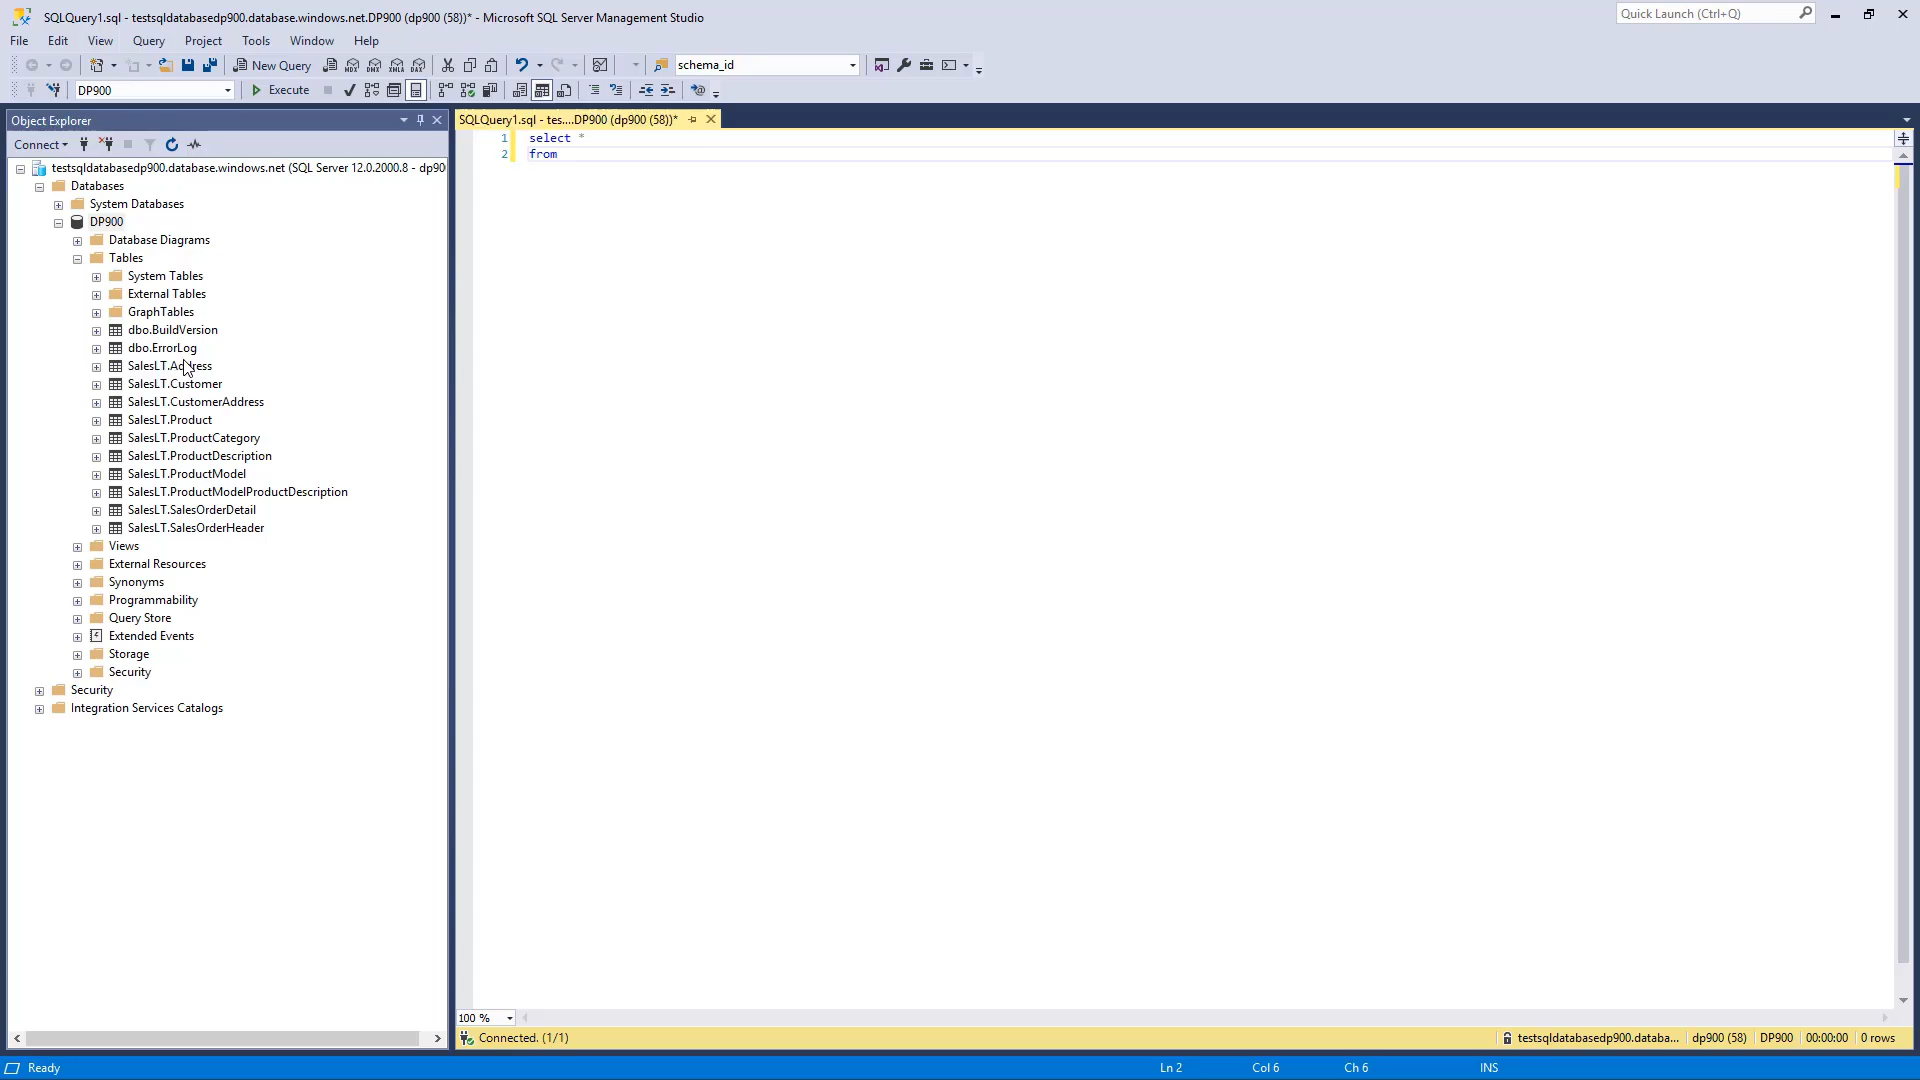 SQLQuery1.sql - testsqldatabasedp900.database.windows.net.DP900 (dp900 (58))* - Microsoft SQL Server Management Studio
Quick Launch (Ctrl+Q)
File Edit View Query Project Tools Window Help
New Query
MDX DMX XMLA DAX
schema_id
DP900
Execute
Object Explorer
SQLQuery1.sql - tes....DP900 (dp900 (58))*
Connect
1 select *
2 from
testsqldatabasedp900.database.windows.net (SQL Server 12.0.2000.8 - dp90
Databases
System Databases
DP900
Database Diagrams
Tables
System Tables
External Tables
GraphTables
dbo.BuildVersion
dbo.ErrorLog
SalesLT.Address
SalesLT.Customer
SalesLT.CustomerAddress
SalesLT.Product
SalesLT.ProductCategory
SalesLT.ProductDescription
SalesLT.ProductModel
SalesLT.ProductModelProductDescription
SalesLT.SalesOrderDetail
SalesLT.SalesOrderHeader
Views
External Resources
Synonyms
Programmability
Query Store
Extended Events
Storage
Security
Security
Integration Services Catalogs
100 %
Connected. (1/1)
testsqldatabasedp900.databa... dp900 (58) DP900 00:00:00 0 rows
Ready
Ln 2 Col 6 Ch 6 INS